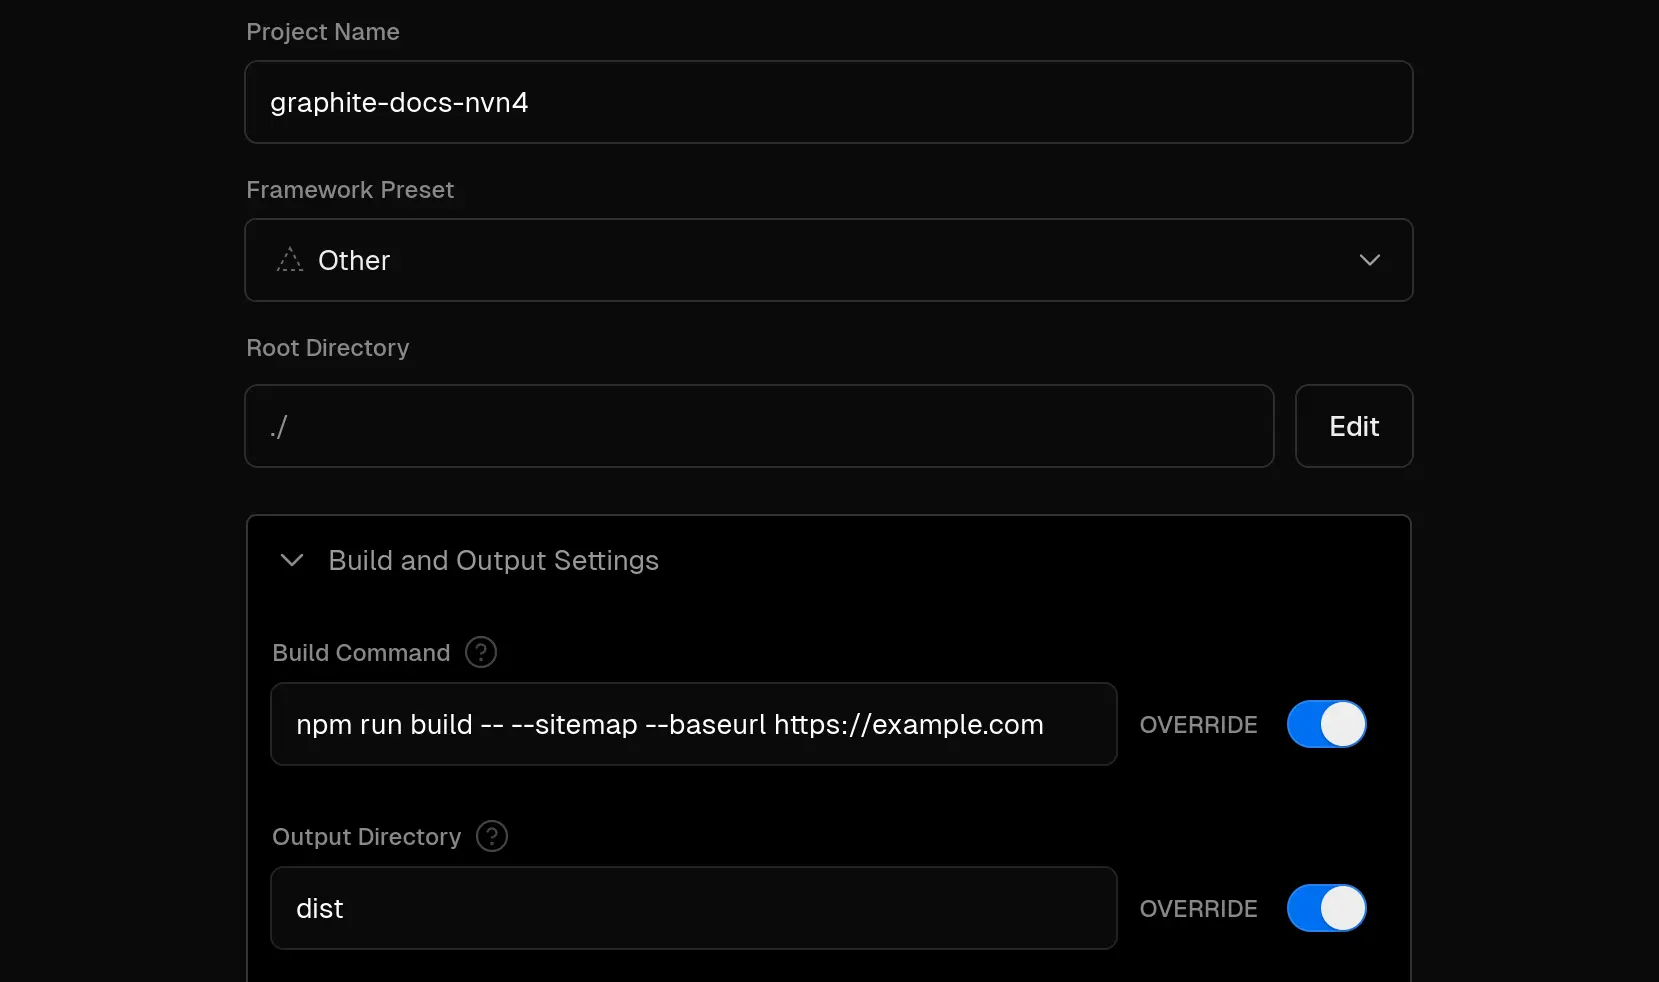 Project Name
graphite-docs-nvn4
Framework Preset
Other
Root Directory
./
Edit
Build and Output Settings
Build Command ?
npm run build -- --sitemap --baseurl https://example.com
OVERRIDE
Output Directory ?
dist
OVERRIDE